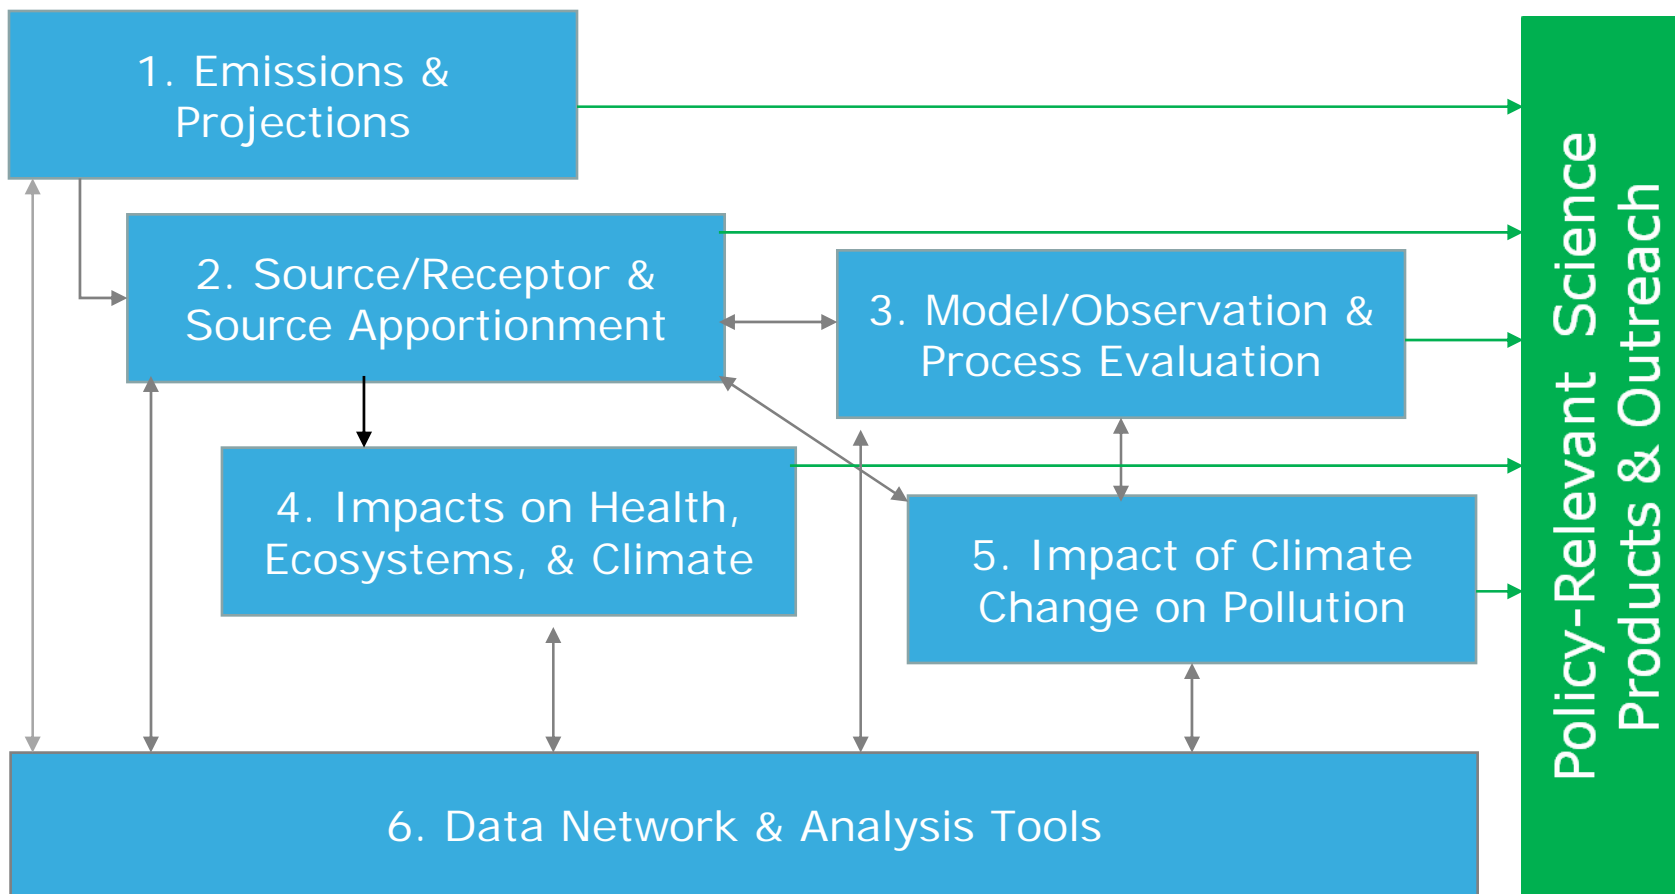 1. Emissions &
Projections
2. Source/Receptor &
Source Apportionment
3. Model/Observation &
Process Evaluation
4. Impacts on Health,
Ecosystems, & Climate
5. Impact of Climate
Change on Pollution
6. Data Network & Analysis Tools
Policy-Relevant Science
Products & Outreach